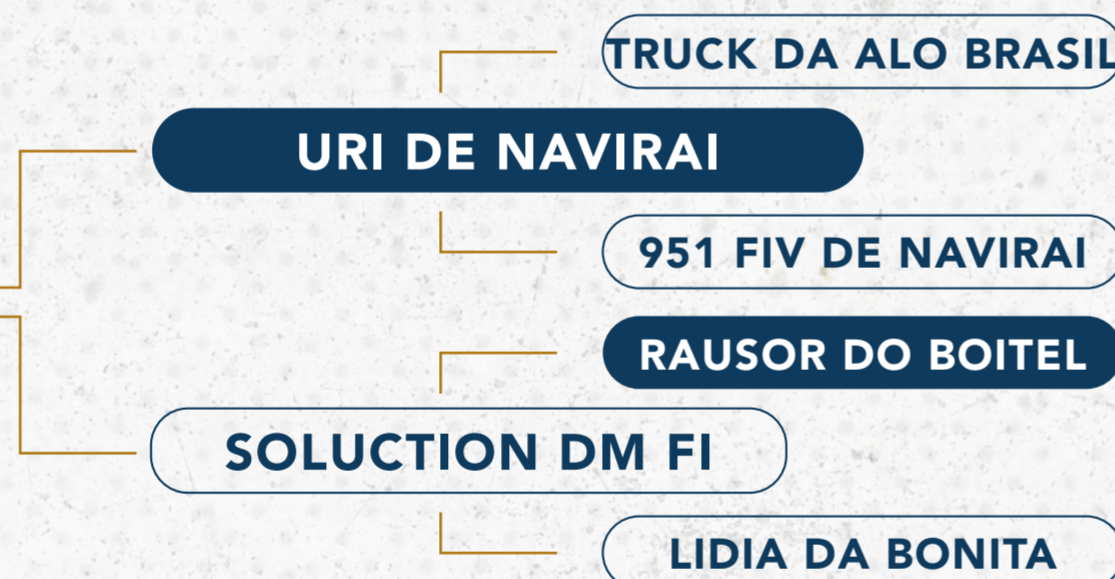 TRUCK DA ALO BRASIL
URI DE NAVIRAI
951 FIV DE NAVIRAI
RAUSOR DO BOITEL
SOLUCTION DM FI
LIDIA DA BONITA